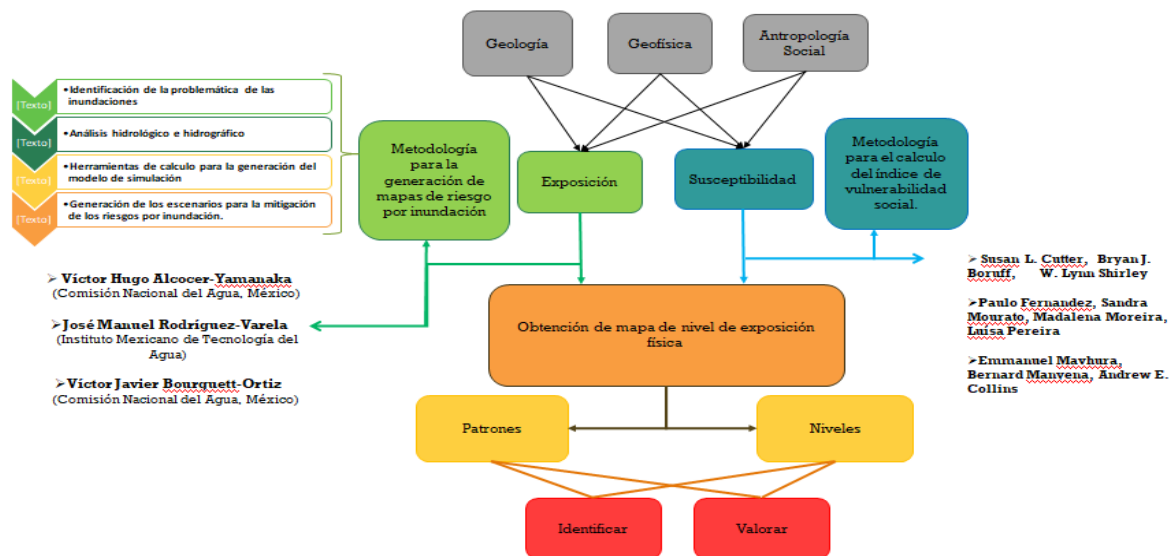 Geología
Geofísica
Antropología
Social
[Texto]
•Identificación de la problemática de las
inundaciones
[Texto]
•Análisis hidrológico e hidrográfico
[Texto]
•Herramientas de calculo para la generación del
modelo de simulación
[Texto]
•Generación de los escenarios para la mitigación
de los riesgos por inundación.
Metodología
para la
generación de
mapas de riesgo
por inundación
Exposición
Susceptibilidad
Metodología
para el calculo
del índice de
vulnerabilidad
social.
➢ Víctor Hugo Alcocer-Yamanaka
(Comisión Nacional del Agua, México)
➢José Manuel Rodríguez-Varela
(Instituto Mexicano de Tecnología del
Agua)
➢Víctor Javier Bourguett-Ortiz
(Comisión Nacional del Agua, México)
➢ Susan L. Cutter, Bryan J.
Boruff, W. Lynn Shirley
➢Paulo Fernandez, Sandra
Mourato, Madalena Moreira,
Luísa Pereira
➢Emmanuel Mavhura,
Bernard Manyena, Andrew E.
Collins
Obtención de mapa de nivel de exposición
física
Patrones
Niveles
Identificar
Valorar